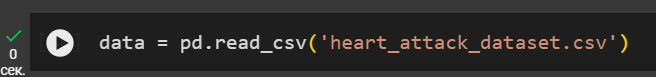 data = pd.read_csv('heart_attack_dataset.csv')
0
сек.